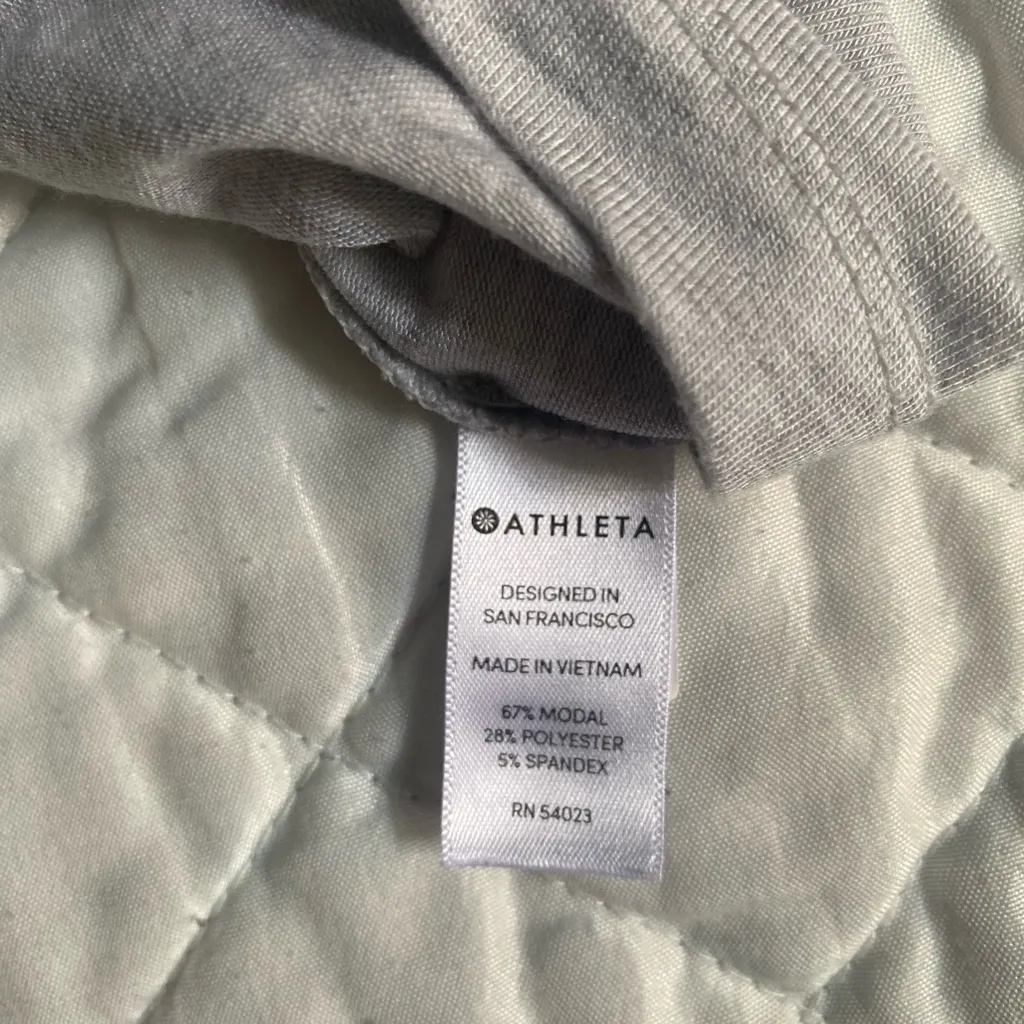 ATHLETA
DESIGNED IN
SAN FRANCISCO
MADE IN VIETNAM
67% MODAL
28% POLYESTER
5% SPANDEX
RN 54023